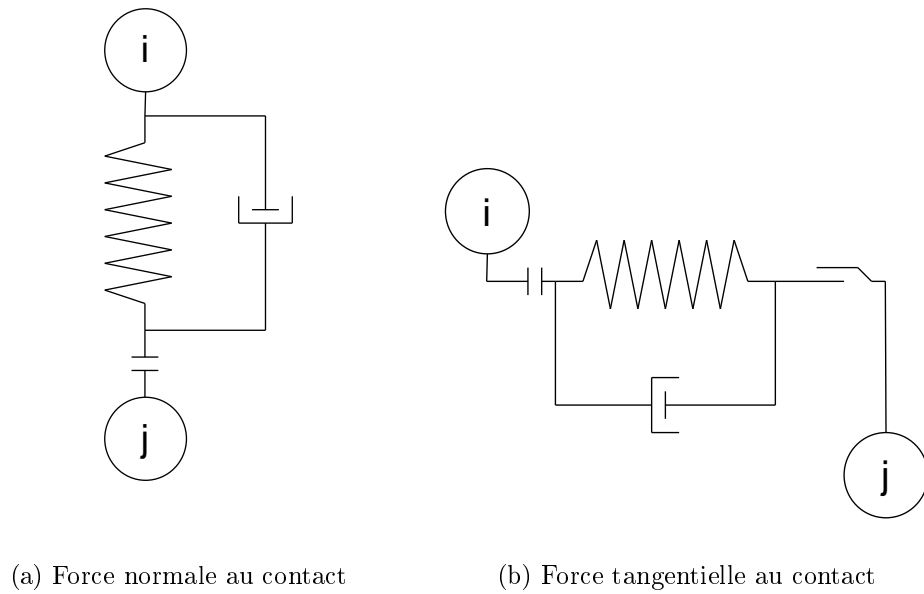 i
j
i
j
(a) Force normale au contact
(b) Force tangentielle au contact